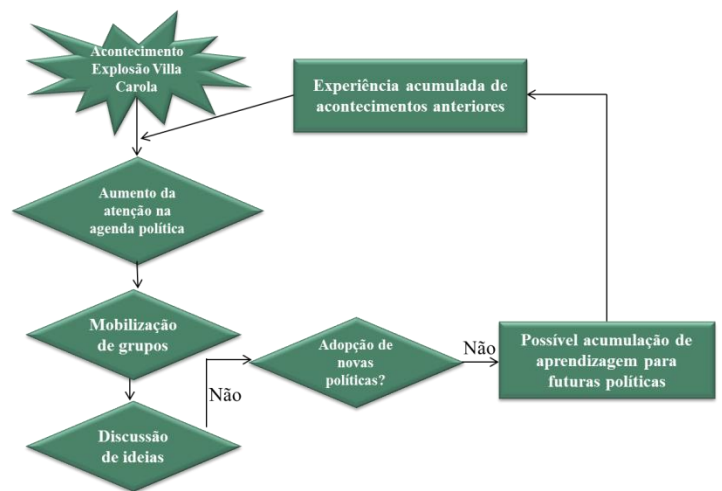 Acontecimento
Explosão Villa
Carola
Experiência acumulada de
acontecimentos anteriores
Aumento da
atenção na
agenda política
Mobilização
de grupos
Não
Discussão
de ideias
Adopção de
novas
políticas?
Não
Possível acumulação de
aprendizagem para
futuras políticas